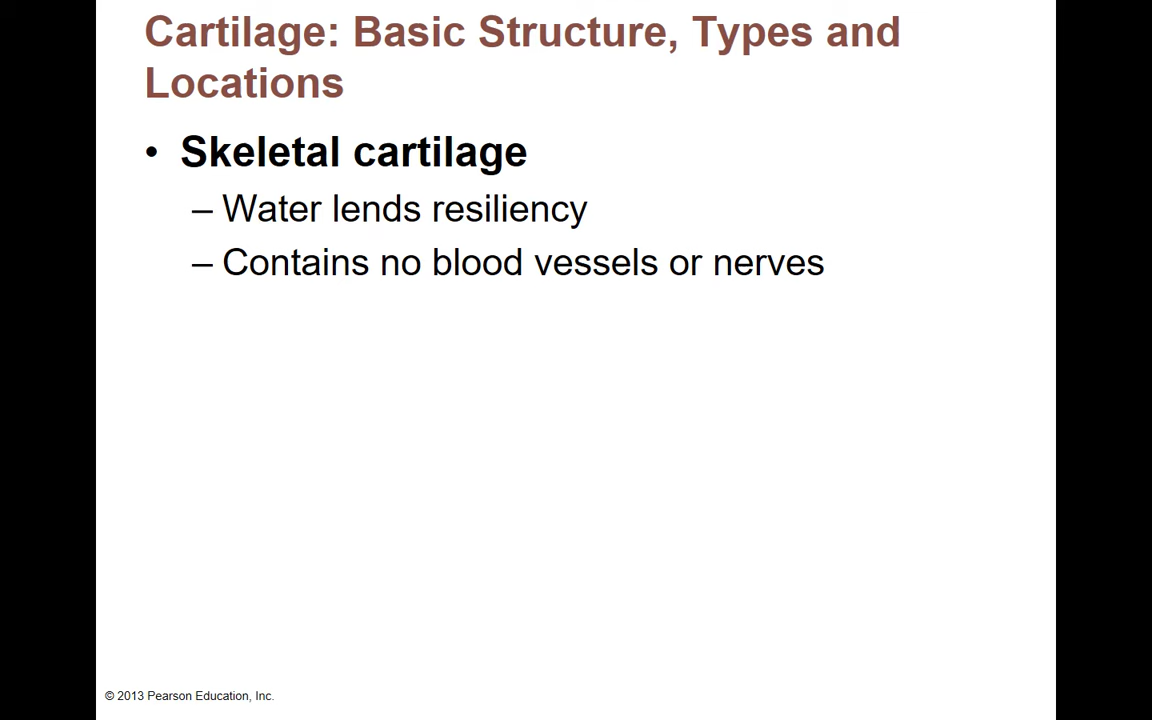 Cartilage: Basic Structure, Types and
Locations
• Skeletal cartilage
– Water lends resiliency
– Contains no blood vessels or nerves
© 2013 Pearson Education, Inc.